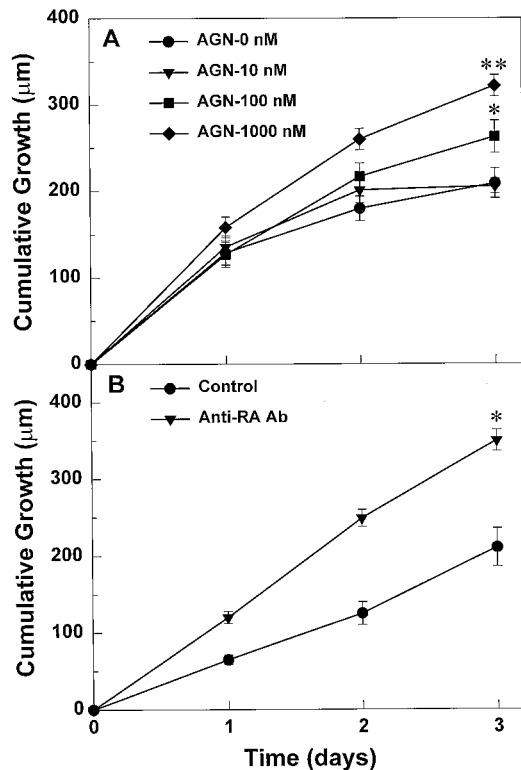 A
AGN-0 nM
AGN-10 nM
AGN-100 nM
AGN-1000 nM
**
*
400
300
200
100
0
Cumulative Growth (μm)
B
Control
Anti-RA Ab
*
400
300
200
100
0
Cumulative Growth (μm)
0 1 2 3
Time (days)